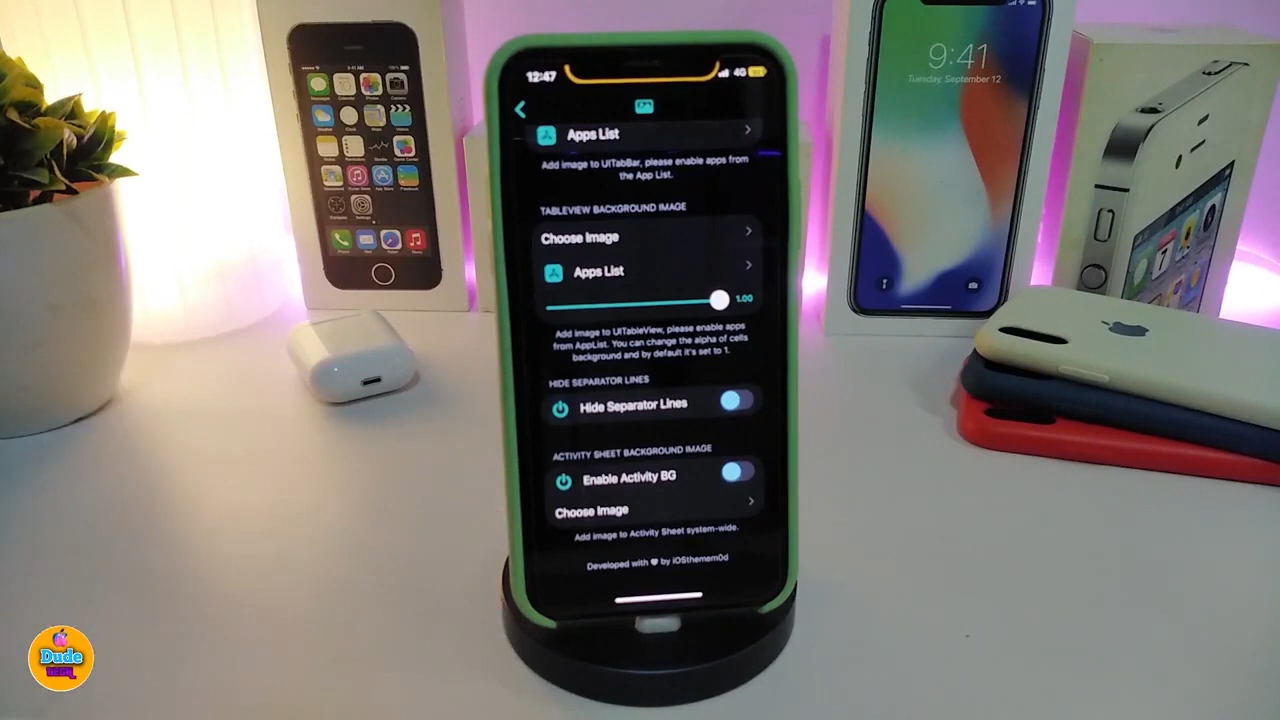 12:47
4G
Apps List
Add image to UITabBar, please enable apps from
the App List.
TABLEVIEW BACKGROUND IMAGE
Choose Image
Apps List
1.00
Add image to UITableView, please enable apps
from AppList. You can change the alpha of cells
background and by default it's set to 1.
HIDE SEPARATOR LINES
Hide Separator Lines
ACTIVITY SHEET BACKGROUND IMAGE
Enable Activity BG
Choose Image
Add image to Activity Sheet system-wide.
Developed with by iOSthemem0d
9:41
Tuesday, September 12
Dude
TECH